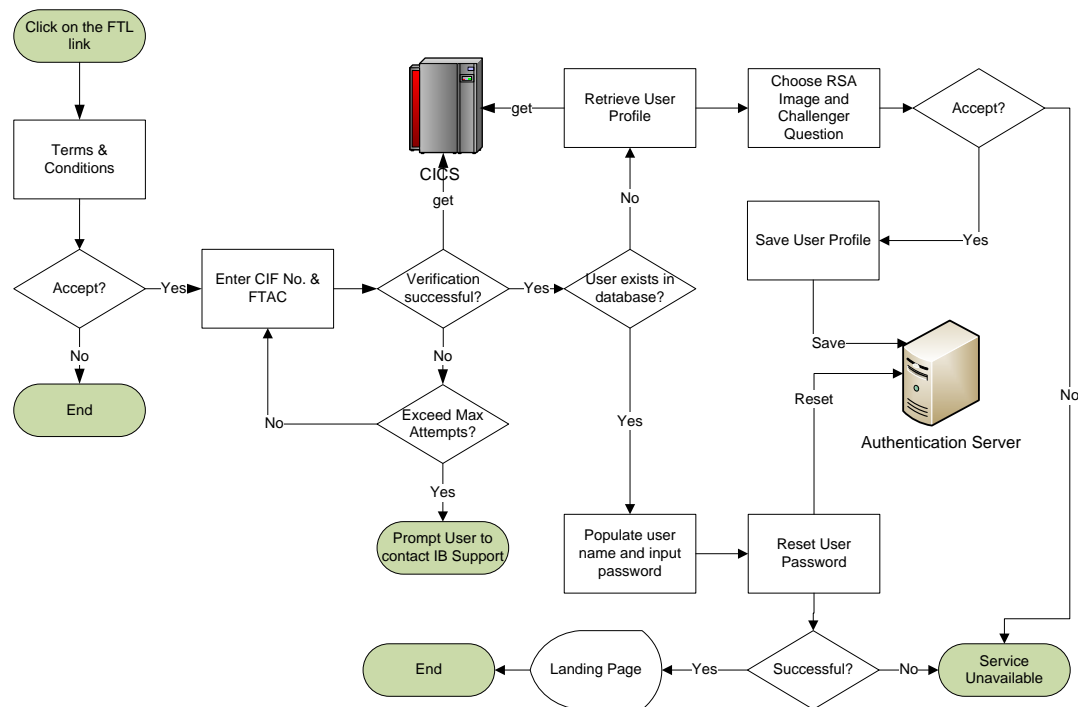 Click on the FTL
link
Terms &
Conditions
Accept?
Yes
No
End
Enter CIF No. &
FTAC
Verification
successful?
get
CICS
Yes
No
Exceed Max
Attempts?
No
Yes
Prompt User to
contact IB Support
User exists in
database?
No
Retrieve User
Profile
get
Choose RSA
Image and
Challenger
Question
Accept?
Yes
No
Save User Profile
Save
Authentication Server
Reset
Yes
Populate user
name and input
password
Reset User
Password
Successful?
Yes
No
Landing Page
End
Service
Unavailable